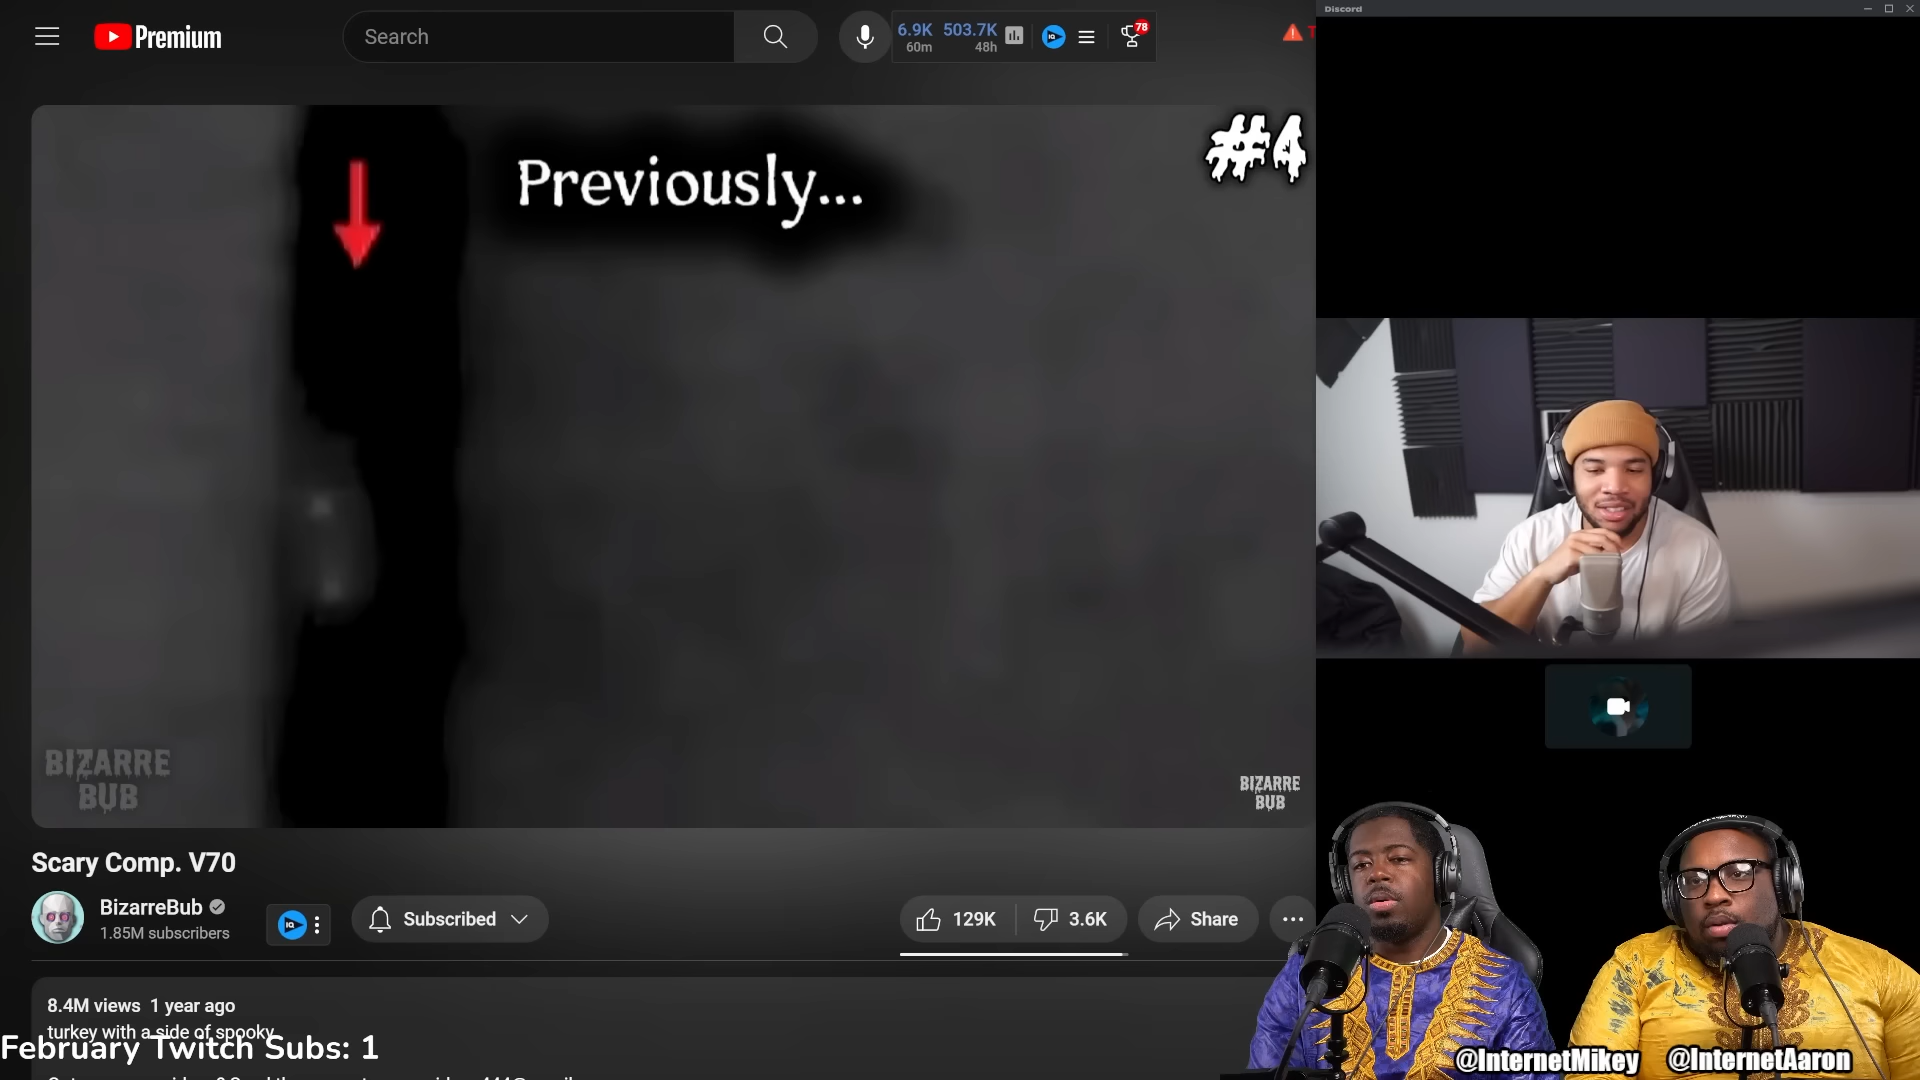 Premium
Search
6.9K 503.7K
60m 48h
78
Discord
Previously...
#4
BIZARRE
BUB
BIZARRE
BUB
Scary Comp. V70
BizarreBub
1.85M subscribers
IQ
Subscribed
129K
3.6K
Share
8.4M views 1 year ago
turkey with a side of spooky
February Twitch Subs: 1
@InternetMikey
@InternetAaron